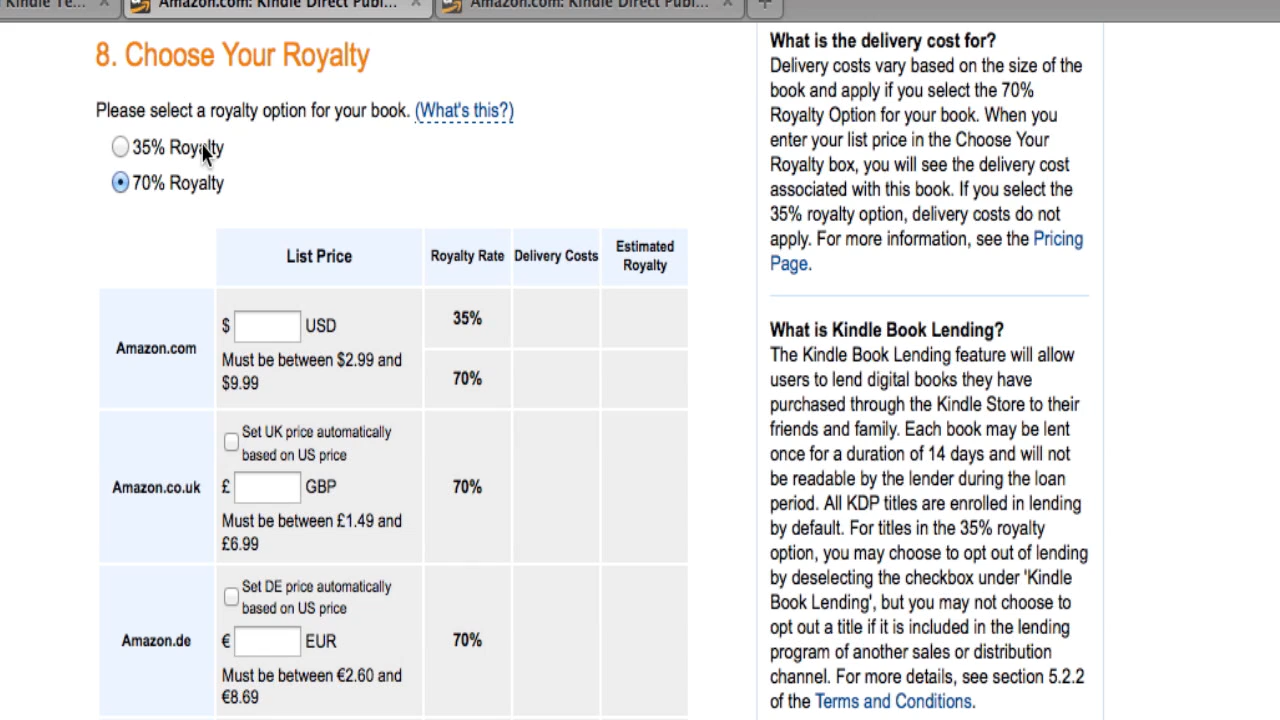 Kindle Te...
Amazon.com: Kindle Direct Publ...
Amazon.com: Kindle Direct Publ...
8. Choose Your Royalty
Please select a royalty option for your book. (What's this?)
35% Royalty
70% Royalty
List Price
Royalty Rate
Delivery Costs
Estimated
Royalty
Amazon.com
$ USD
Must be between $2.99 and
$9.99
35%
70%
Amazon.co.uk
Set UK price automatically
based on US price
£ GBP
Must be between £1.49 and
£6.99
70%
Amazon.de
Set DE price automatically
based on US price
€ EUR
Must be between €2.60 and
€8.69
70%
What is the delivery cost for?
Delivery costs vary based on the size of the
book and apply if you select the 70%
Royalty Option for your book. When you
enter your list price in the Choose Your
Royalty box, you will see the delivery cost
associated with this book. If you select the
35% royalty option, delivery costs do not
apply. For more information, see the Pricing
Page.
What is Kindle Book Lending?
The Kindle Book Lending feature will allow
users to lend digital books they have
purchased through the Kindle Store to their
friends and family. Each book may be lent
once for a duration of 14 days and will not
be readable by the lender during the loan
period. All KDP titles are enrolled in lending
by default. For titles in the 35% royalty
option, you may choose to opt out of lending
by deselecting the checkbox under 'Kindle
Book Lending', but you may not choose to
opt out a title if it is included in the lending
program of another sales or distribution
channel. For more details, see section 5.2.2
of the Terms and Conditions.